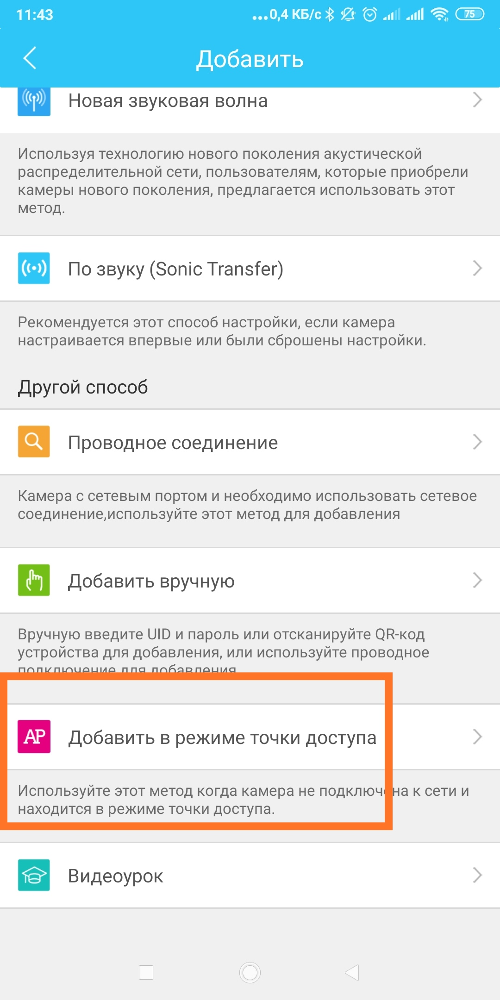 11:43
...0,4 КБ/с
75
Добавить
Новая звуковая волна
Используя технологию нового поколения акустической
распределительной сети, пользователям, которые приобрели
камеры нового поколения, предлагается использовать этот
метод.
По звуку (Sonic Transfer)
Рекомендуется этот способ настройки, если камера
настраивается впервые или были сброшены настройки.
Другой способ
Проводное соединение
Камера с сетевым портом и необходимо использовать сетевое
соединение,используйте этот метод для добавления
Добавить вручную
Вручную введите UID и пароль или отсканируйте QR-код
устройства для добавления, или используйте проводное
подключение для добавления
AP
Добавить в режиме точки доступа
Используйте этот метод когда камера не подключена к сети и
находится в режиме точки доступа.
Видеоурок